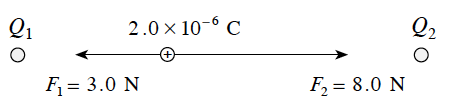 Q₁ 2.0 × 10⁻⁶ C Q₂
+
F₁ = 3.0 N F₂ = 8.0 N